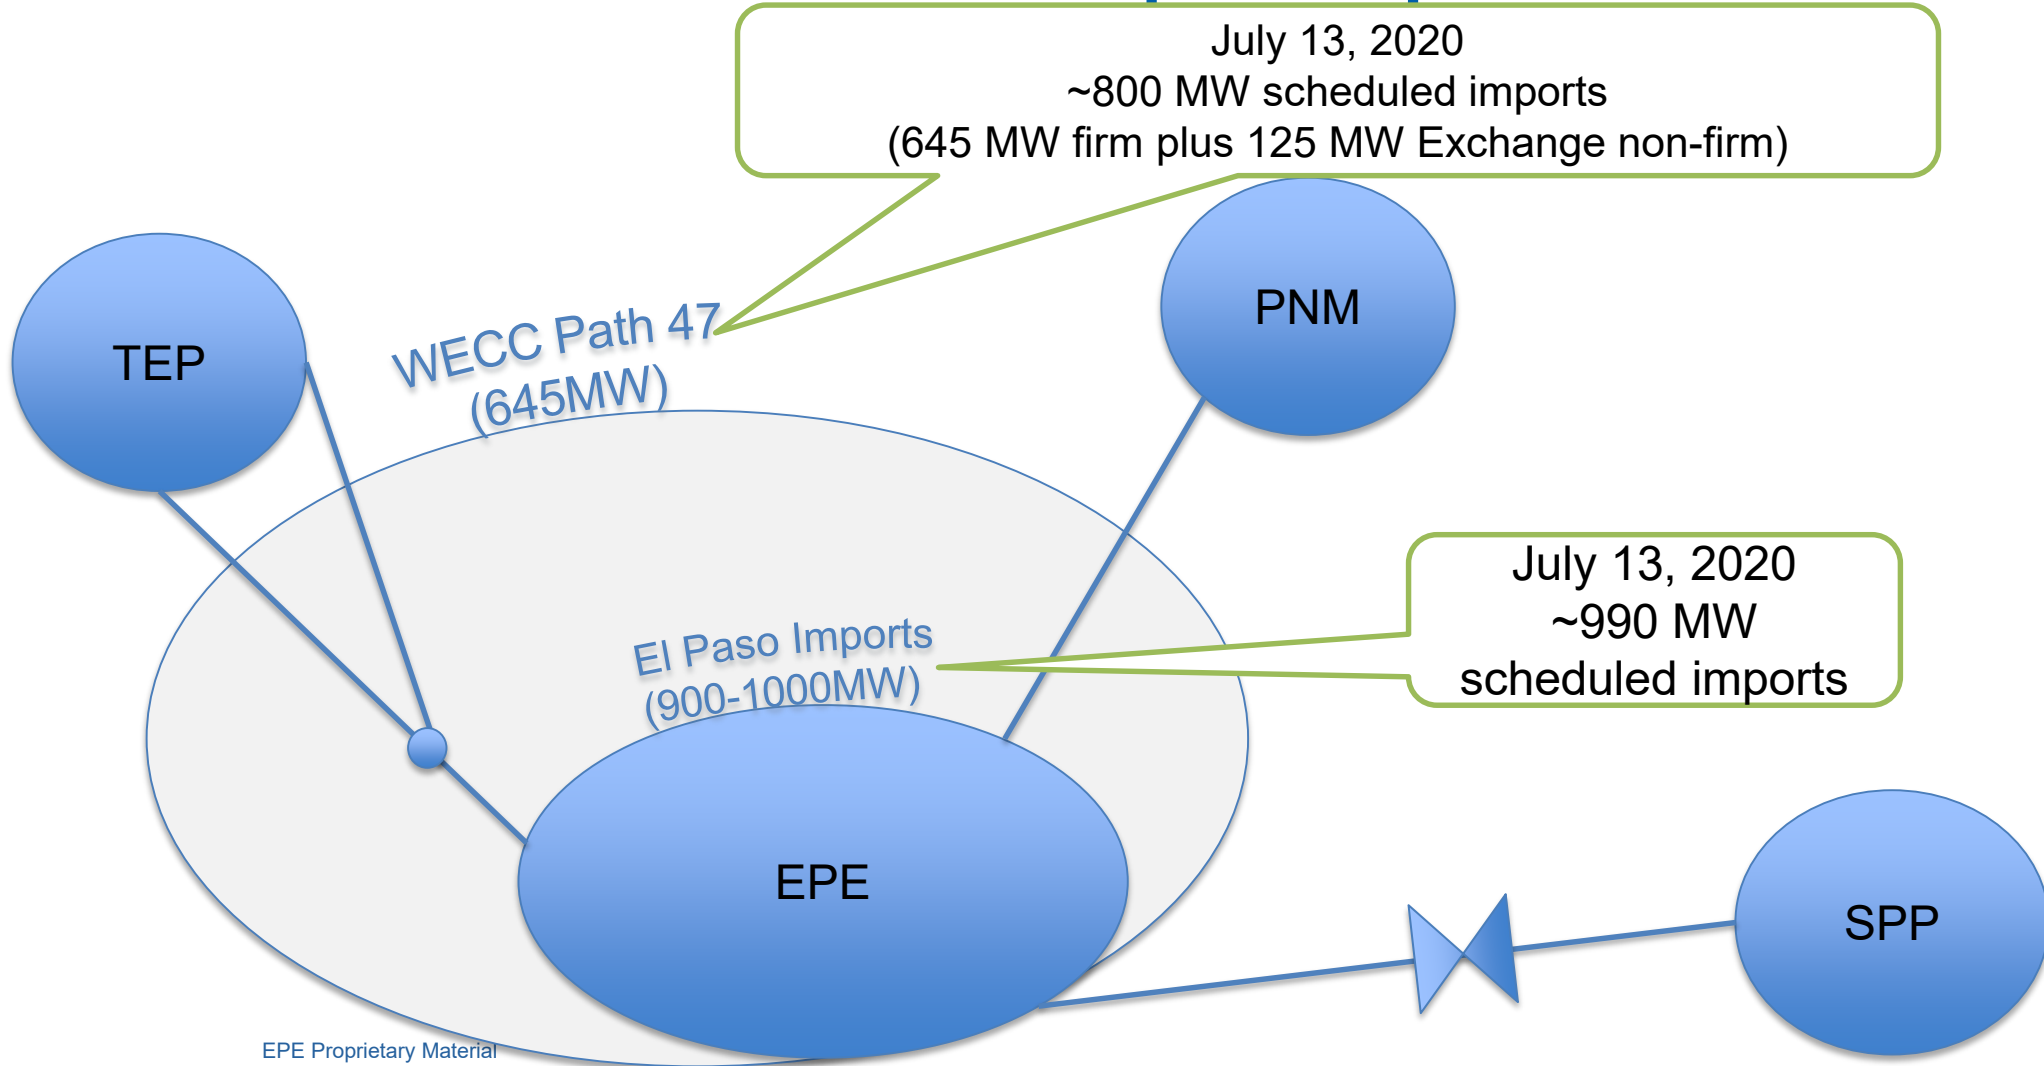 July 13, 2020
~800 MW scheduled imports
(645 MW firm plus 125 MW Exchange non-firm)
PNM
TEP
WECC Path 47
(645MW)
July 13, 2020
~990 MW
scheduled imports
El Paso Imports
(900-1000MW)
EPE
SPP
EPE Proprietary Material